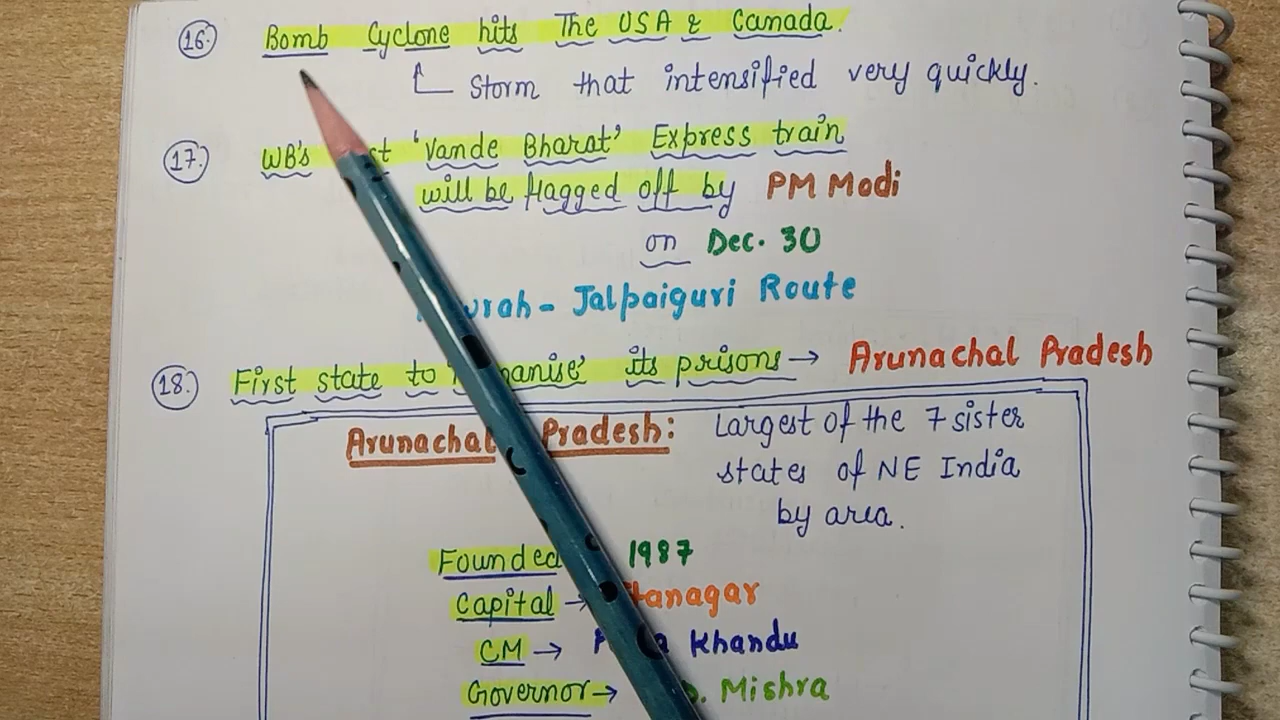 16. Bomb Cyclone hits The USA & Canada.
Storm that intensified very quickly.
17. WB's 'Vande Bharat' Express train
will be flagged off by PM Modi
on Dec. 30
Jalpaiguri Route
18. First state to its prisons → Arunachal Pradesh
Arunachal Pradesh: Largest of the 7 sister
states of NE India
by area.
Founded 1987
Capital →
CM → Khandu
Governor → Mishra